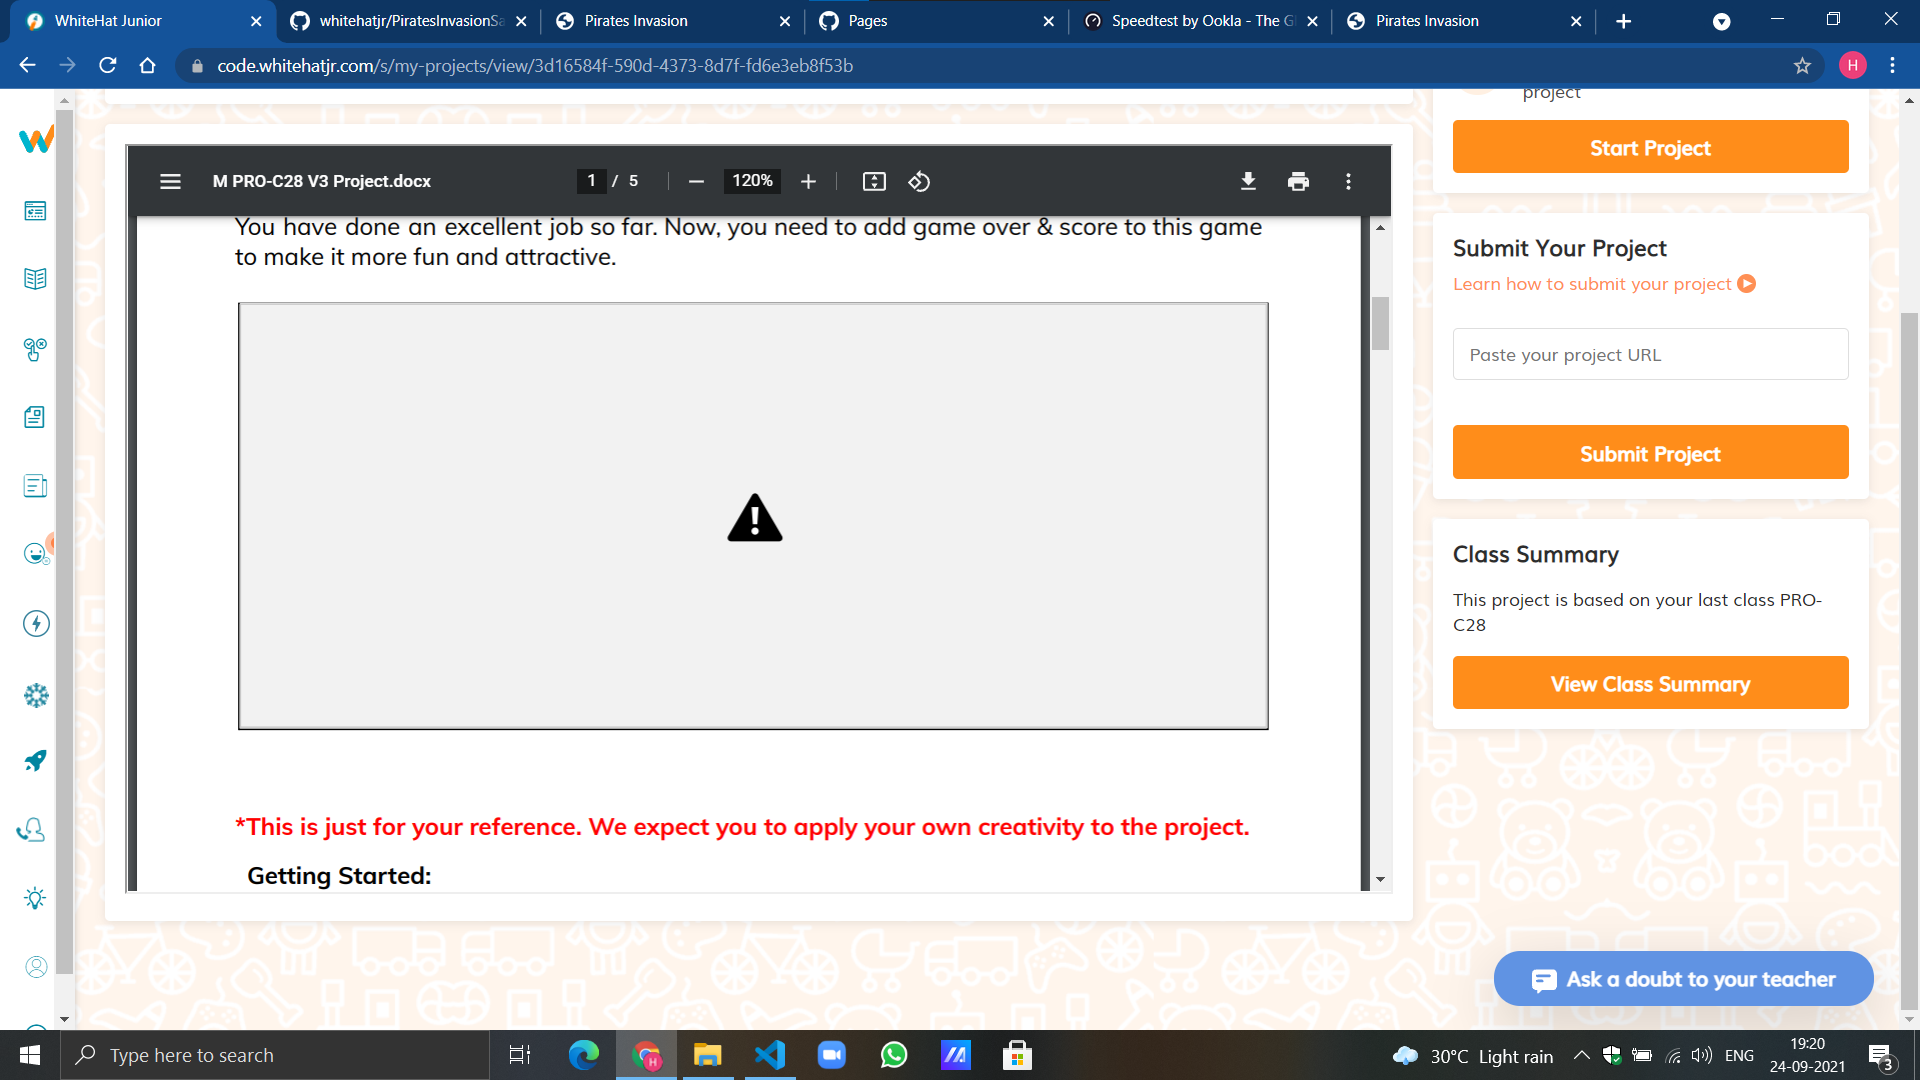 WhiteHat Junior
whitehatjr/PiratesInvasionSa
Pirates Invasion
Pages
Speedtest by Ookla - The Gl
Pirates Invasion
code.whitehatjr.com/s/my-projects/view/3d16584f-590d-4373-8d7f-fd6e3eb8f53b
H
project
Start Project
M PRO-C28 V3 Project.docx
1 / 5
120%
You have done an excellent job so far. Now, you need to add game over & score to this game
to make it more fun and attractive.
*This is just for your reference. We expect you to apply your own creativity to the project.
Getting Started:
Submit Your Project
Learn how to submit your project
Paste your project URL
Submit Project
Class Summary
This project is based on your last class PRO-
C28
View Class Summary
Ask a doubt to your teacher
Type here to search
30°C Light rain
ENG
19:20
24-09-2021
3